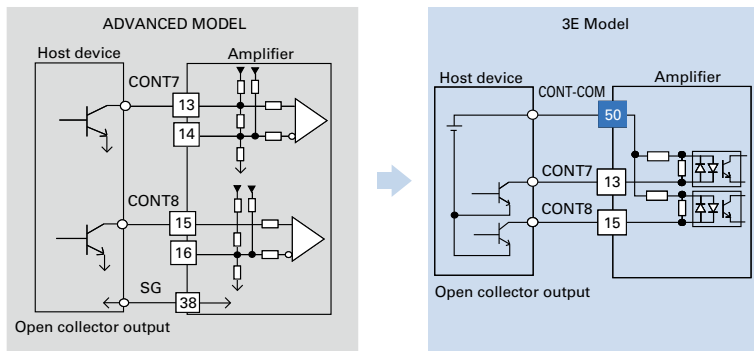 ADVANCED MODEL
Host device
Amplifier
CONT7
13
14
CONT8
15
16
SG
38
Open collector output
3E Model
Host device
Amplifier
CONT-COM
50
CONT7
13
CONT8
15
Open collector output